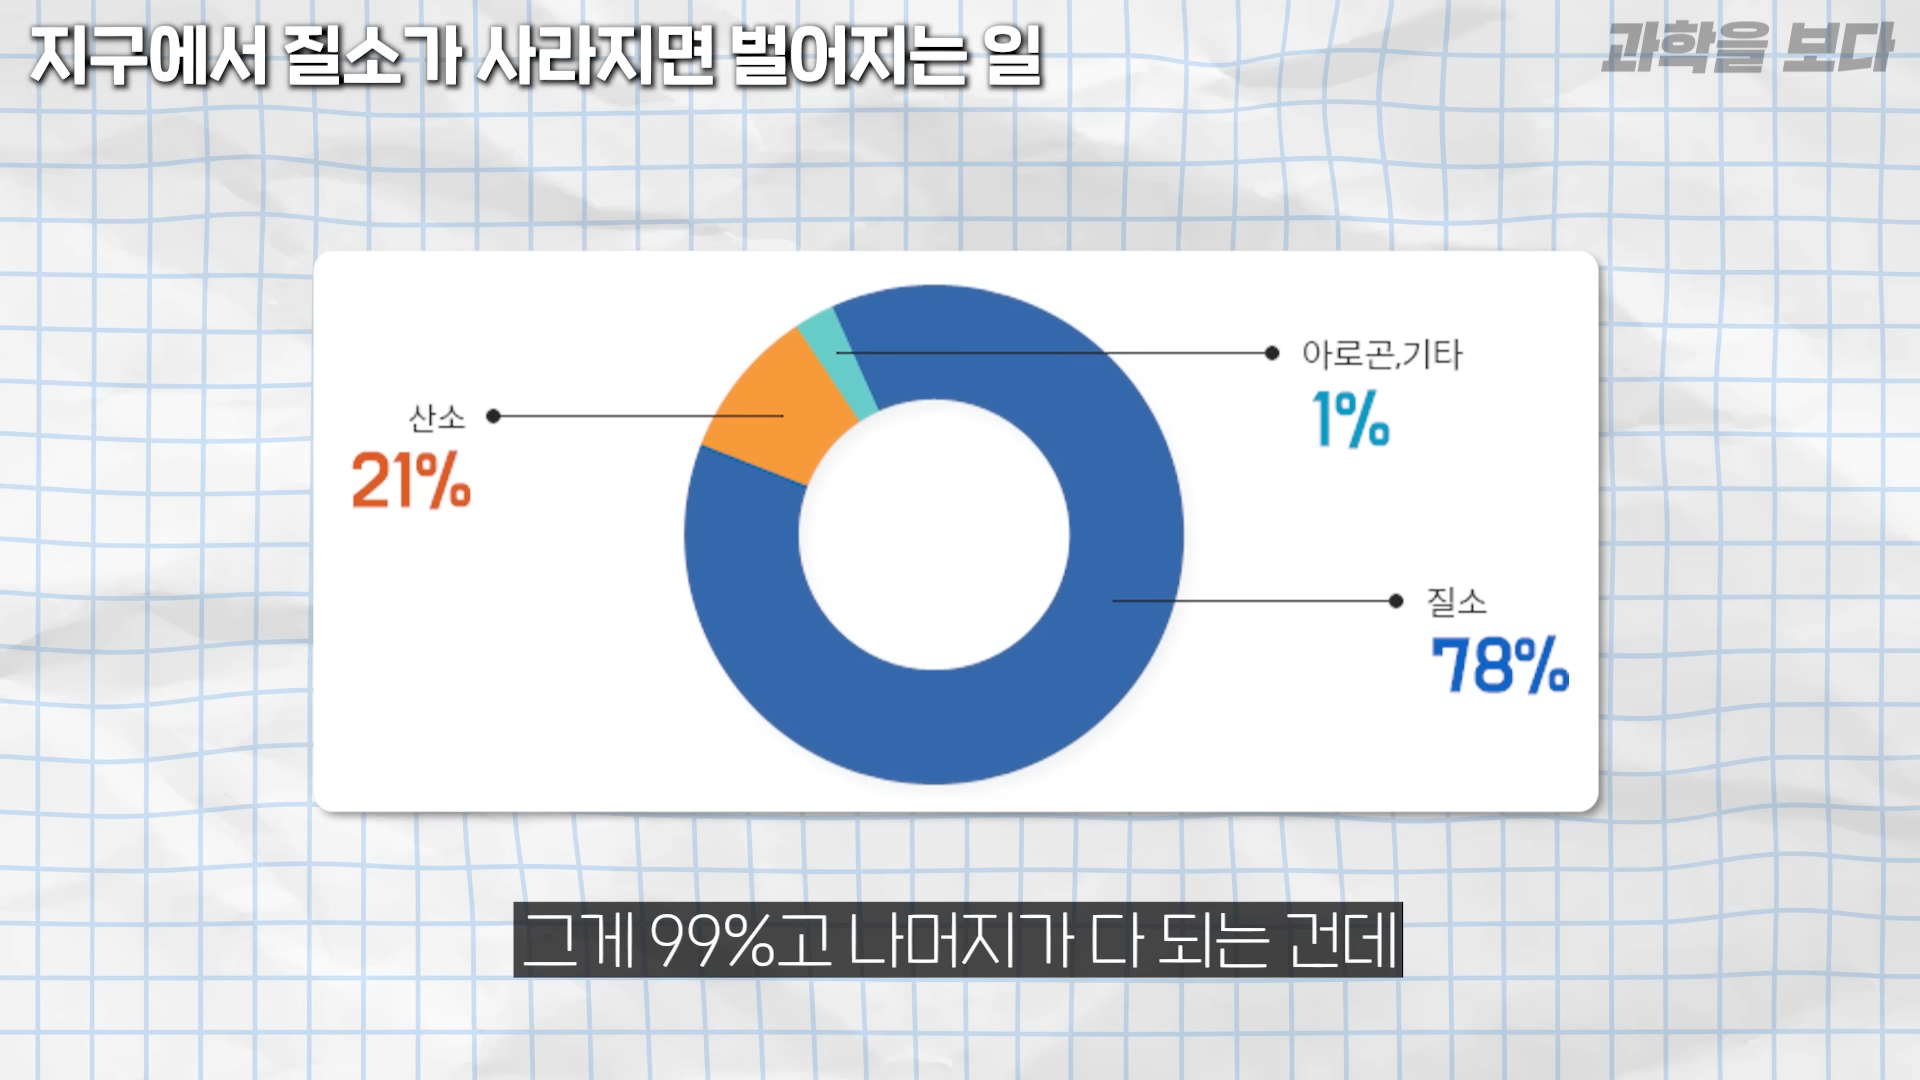 지구에서 질소가 사라지면 벌어지는 일
과학을 보다
아로곤,기타
1%
산소
21%
질소
78%
그게 99%고 나머지가 다 되는 건데